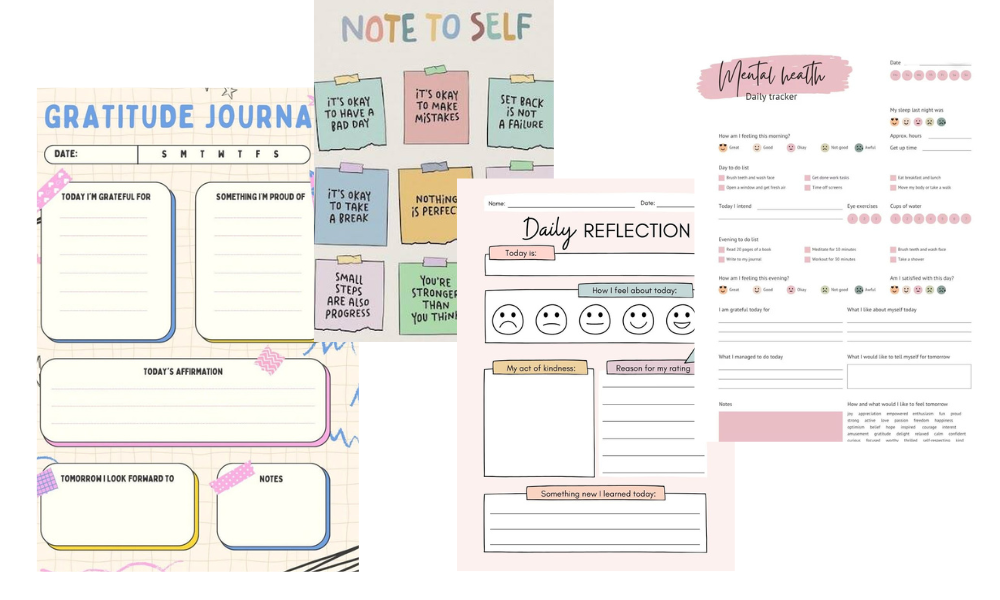 GRATITUDE JOURNA
DATE:
S M T W T F S
TODAY I'M GRATEFUL FOR
SOMETHING I'M PROUD OF
TODAY'S AFFIRMATION
TOMORROW I LOOK FORWARD TO
NOTES
NOTE TO SELF
IT'S OKAY
TO HAVE A
BAD DAY
IT'S OKAY
TO MAKE
MISTAKES
SET BACK
IS NOT
A FAILURE
IT'S OKAY
TO TAKE
A BREAK
NOTHING
IS PERFECT
SMALL
STEPS
ARE ALSO
PROGRESS
YOU'RE
STRONGER
THAN
YOU THINK
Name:
Date:
Daily REFLECTION
Today is:
How I feel about today:
My act of kindness:
Reason for my rating
Something new I learned today:
Mental health
Daily tracker
Date
My sleep last night was
Approx. hours
Get up time
How am I feeling this morning?
Great Good Okay Not good Awful
Day to do list
Brush teeth and wash face
Get done work tasks
Eat breakfast and lunch
Open a window and get fresh air
Time off screens
Move my body or take a walk
Today I intend
Eye exercises
Cups of water
Evening to do list
Read 20 pages of a book
Meditate for 10 minutes
Brush teeth and wash face
Write to my journal
Workout for 30 minutes
Take a shower
How am I feeling this evening?
Great Good Okay Not good Awful
Am I satisfied with this day?
I am grateful today for
What I like about myself today
What I managed to do today
What I would like to tell myself for tomorrow
Notes
How and what would I like to feel tomorrow
joy appreciation empowered enthusiasm fun proud
strong active love passion freedom happiness
optimism belief hope inspired courage interest
amusement gratitude delight relaxed calm confident